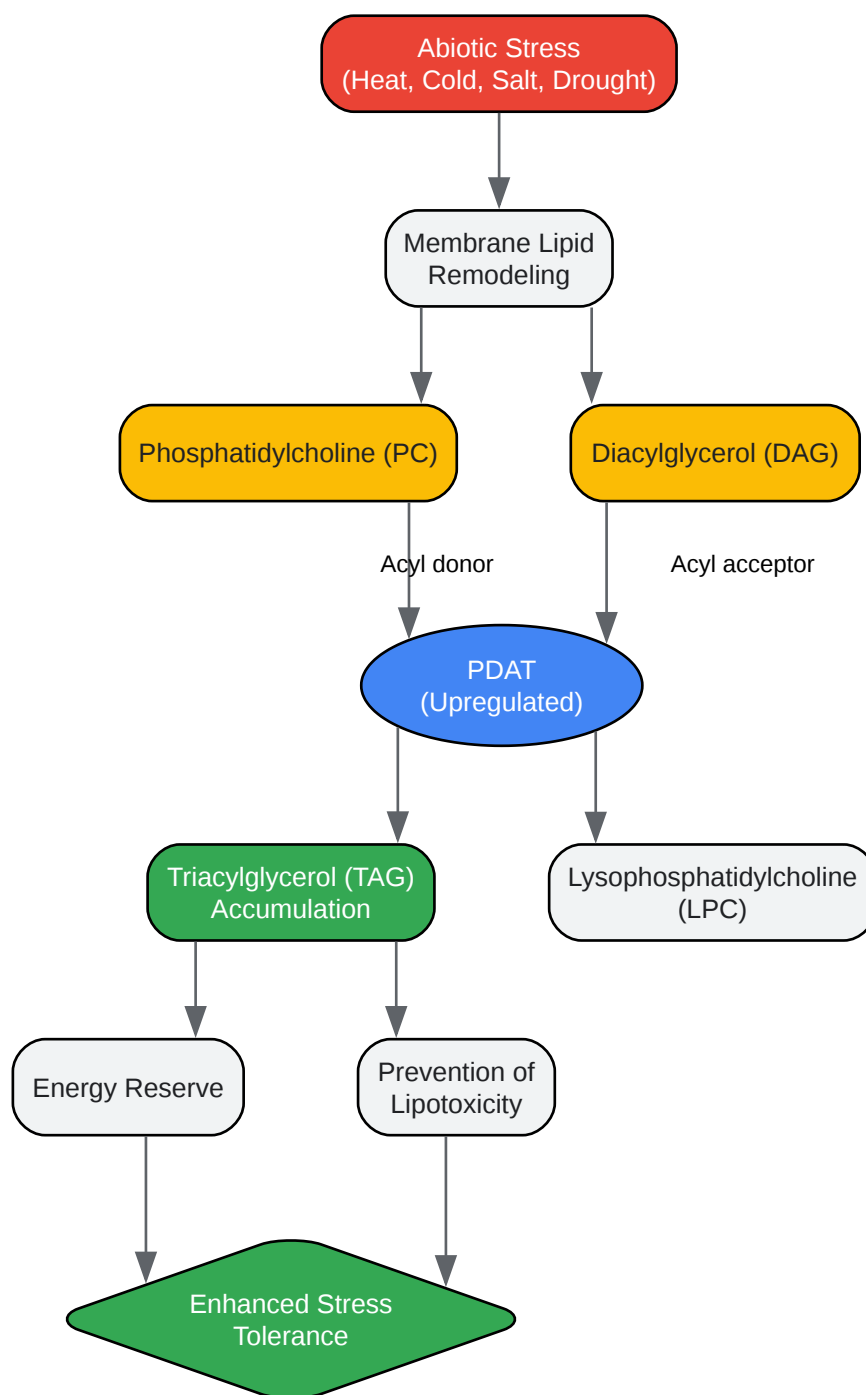 Abiotic Stress
(Heat, Cold, Salt, Drought)
Membrane Lipid
Remodeling
Phosphatidylcholine (PC)
Diacylglycerol (DAG)
Acyl donor
Acyl acceptor
PDAT
(Upregulated)
Triacylglycerol (TAG)
Accumulation
Lysophosphatidylcholine
(LPC)
Energy Reserve
Prevention of
Lipotoxicity
Enhanced Stress
Tolerance